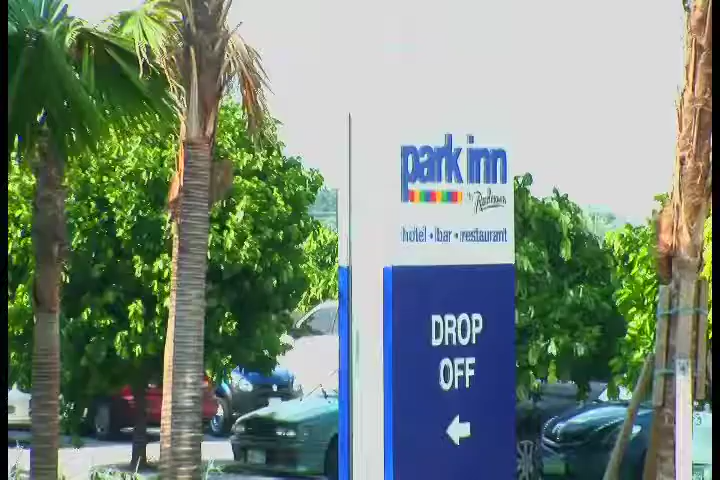 park inn
by Radisson
hotel • bar • restaurant
DROP
OFF